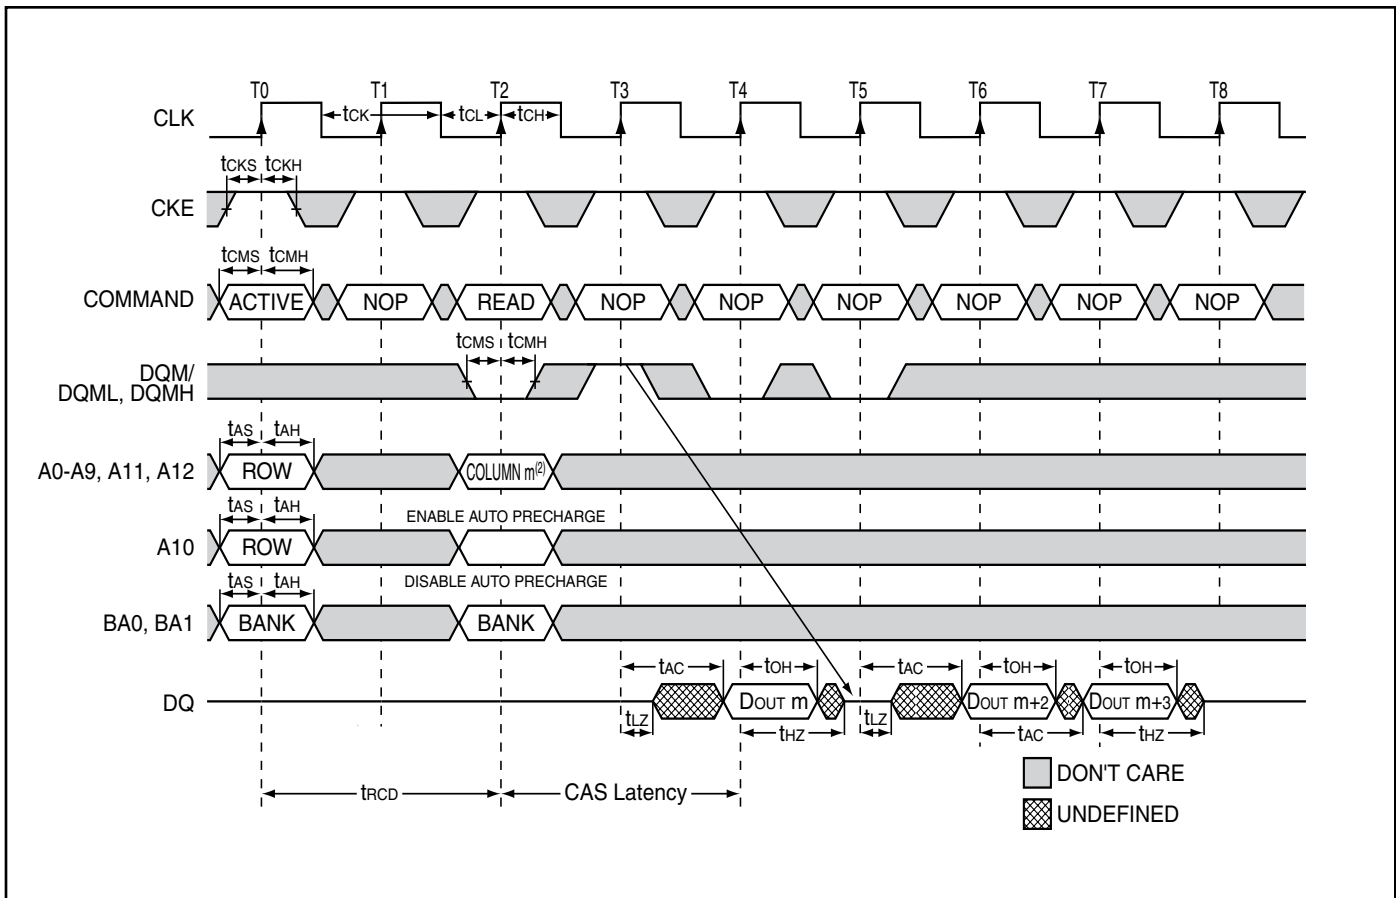 T0 T1 T2 T3 T4 T5 T6 T7 T8
CLK
tCK tCL tCH
tCKS tCKH
CKE
tCMS tCMH
COMMAND ACTIVE NOP READ NOP NOP NOP NOP NOP NOP
tCMS tCMH
DQM/
DQML, DQMH
tAS tAH
A0-A9, A11, A12 ROW COLUMN m(2)
tAS tAH ENABLE AUTO PRECHARGE
A10 ROW
tAS tAH DISABLE AUTO PRECHARGE
BA0, BA1 BANK BANK
tAC tOH tAC tOH tOH
DQ DOUT m DOUT m+2 DOUT m+3
tLZ tHZ tLZ tAC tHZ
DON'T CARE
tRCD CAS Latency
UNDEFINED